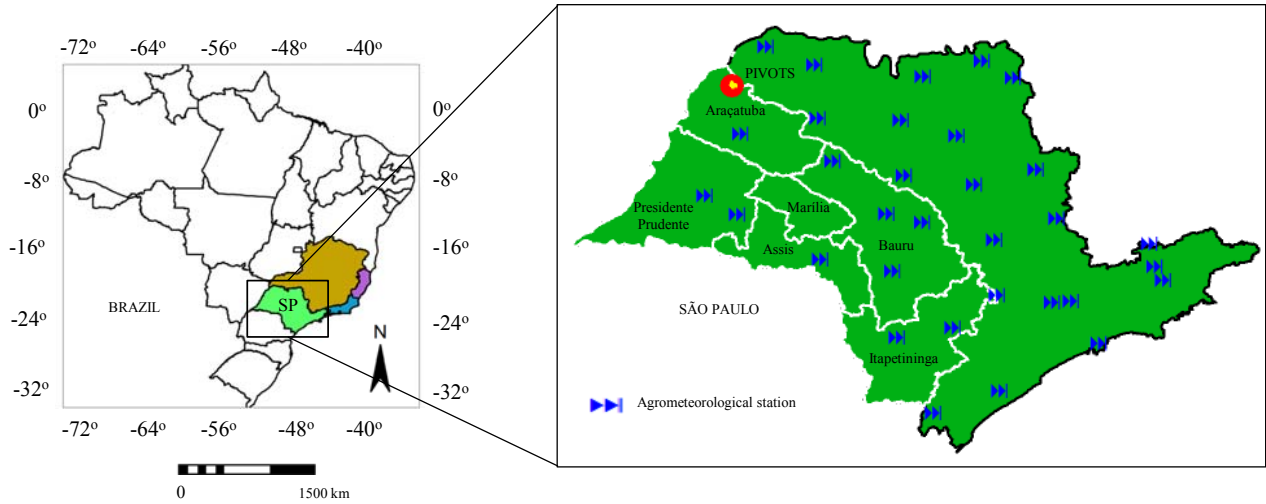 -72º -64º -56º -48º -40º
0º
-8º
-16º
-24º
-32º
0º
-8º
-16º
-24º
-32º
BRAZIL
SP
N
-72º -64º -56º -48º -40º
0 1500 km
PIVOTS
Araçatuba
Presidente
Prudente
Marília
Assis
Bauru
SÃO PAULO
Itapetininga
Agrometeorological station